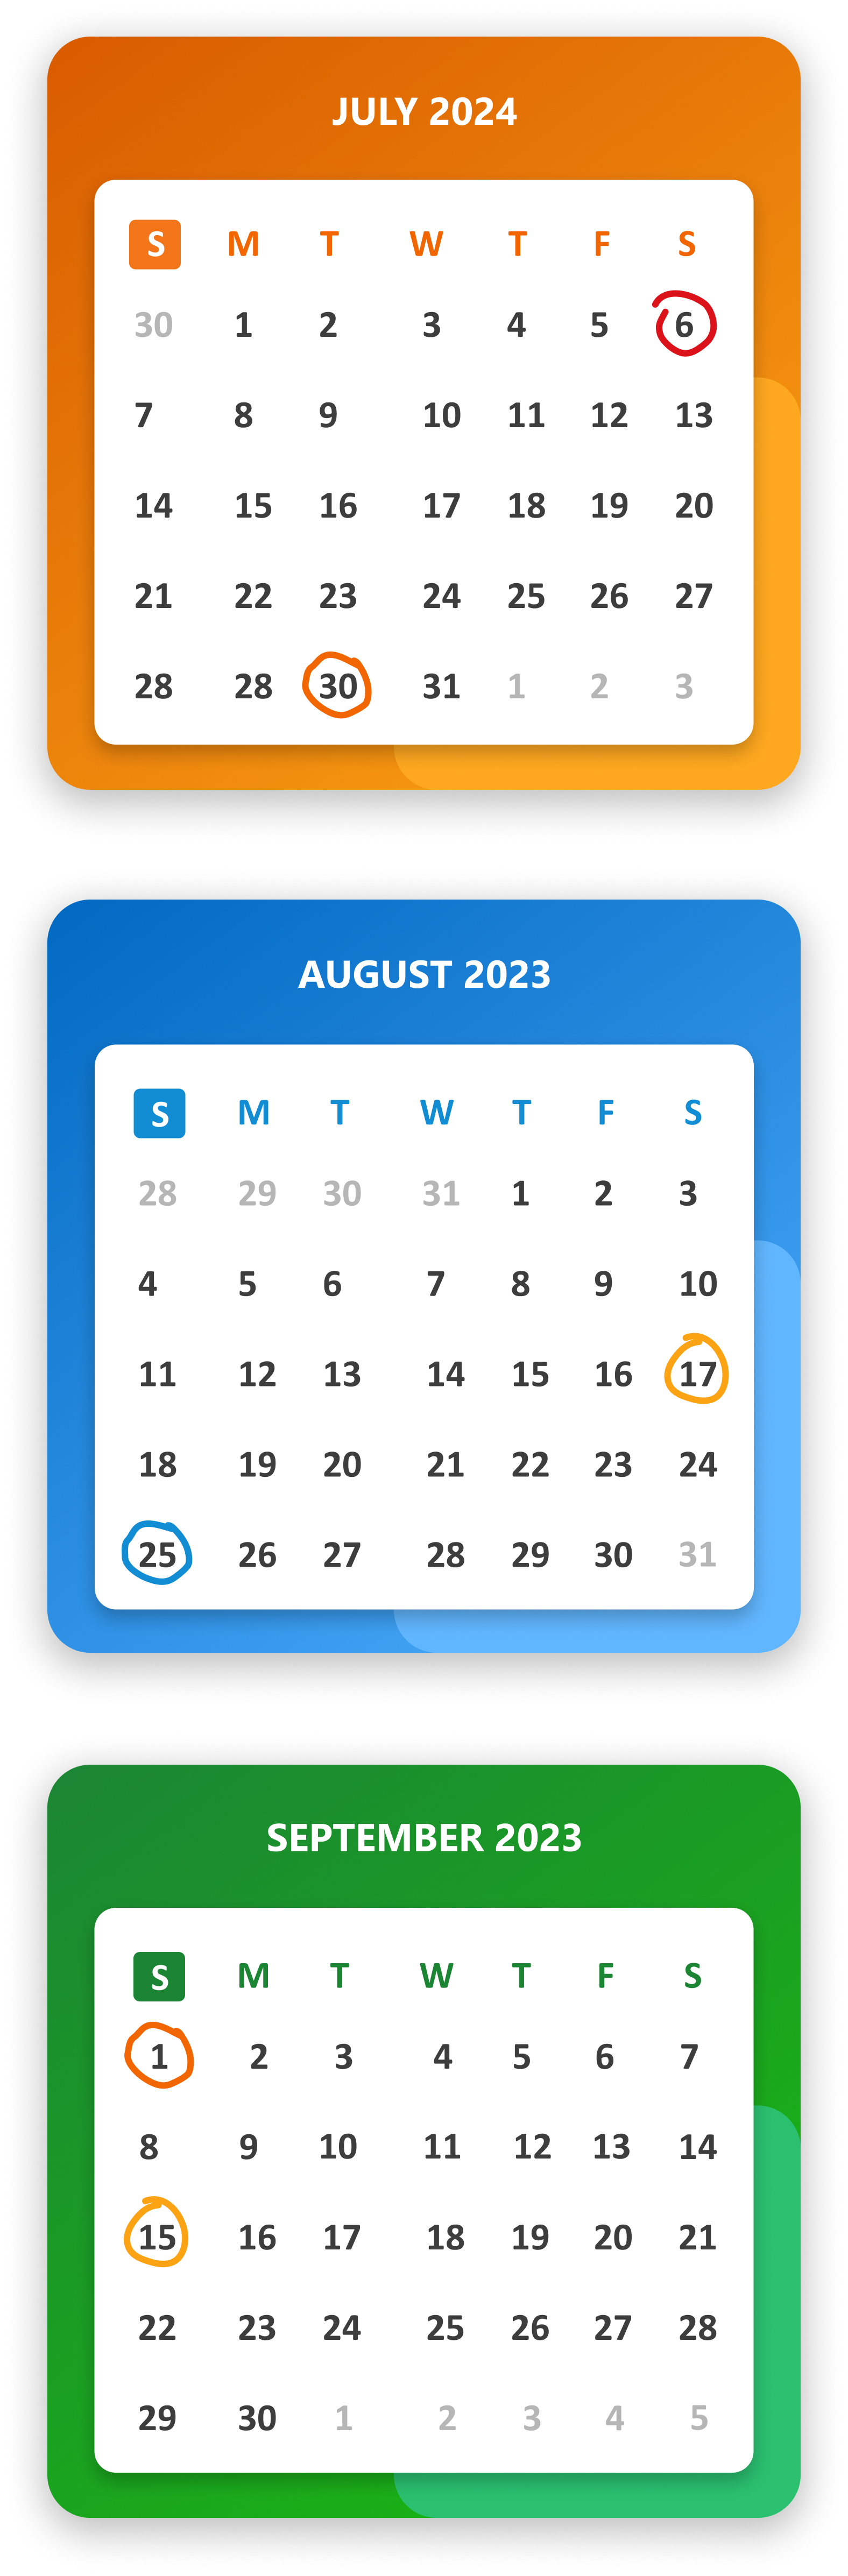 JULY 2024
S M T W T F S
30 1 2 3 4 5 6
7 8 9 10 11 12 13
14 15 16 17 18 19 20
21 22 23 24 25 26 27
28 28 30 31 1 2 3
AUGUST 2023
S M T W T F S
28 29 30 31 1 2 3
4 5 6 7 8 9 10
11 12 13 14 15 16 17
18 19 20 21 22 23 24
25 26 27 28 29 30 31
SEPTEMBER 2023
S M T W T F S
1 2 3 4 5 6 7
8 9 10 11 12 13 14
15 16 17 18 19 20 21
22 23 24 25 26 27 28
29 30 1 2 3 4 5